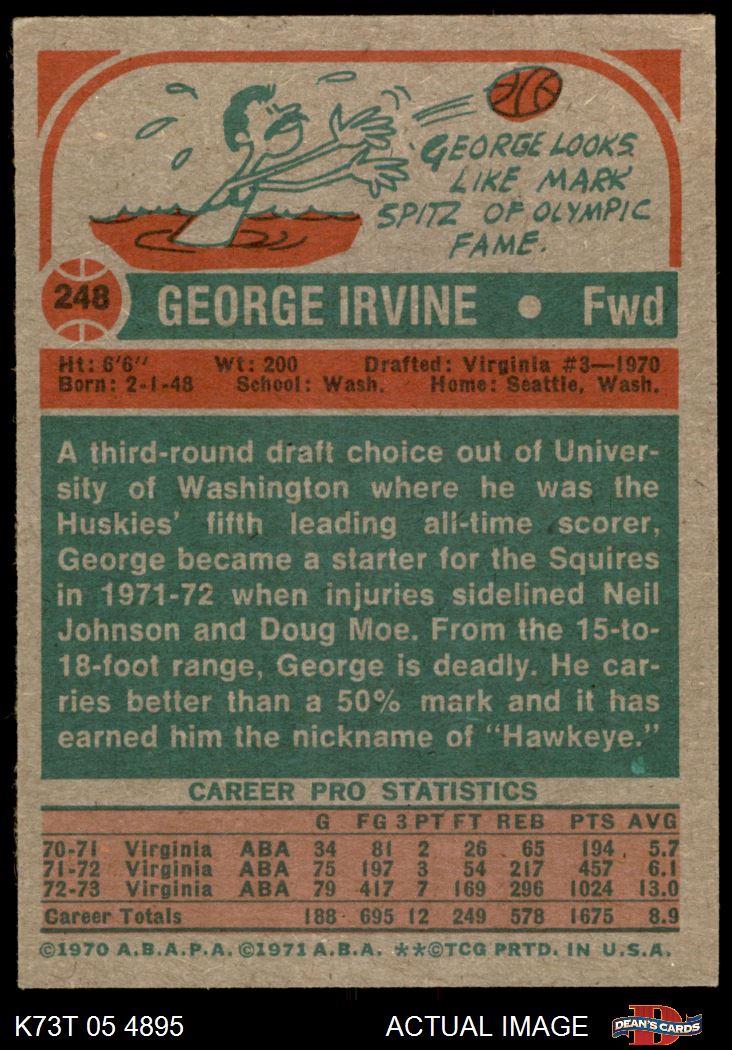 GEORGE LOOKS
LIKE MARK
SPITZ OF OLYMPIC
FAME.
248
GEORGE IRVINE • Fwd
Ht: 6'6" Wt: 200 Drafted: Virginia #3—1970
Born: 2-1-48 School: Wash. Home: Seattle, Wash.
A third-round draft choice out of Univer-
sity of Washington where he was the
Huskies' fifth leading all-time scorer,
George became a starter for the Squires
in 1971-72 when injuries sidelined Neil
Johnson and Doug Moe. From the 15-to-
18-foot range, George is deadly. He car-
ries better than a 50% mark and it has
earned him the nickname of "Hawkeye."
CAREER PRO STATISTICS
G FG 3 PT FT REB PTS AVG
70-71 Virginia ABA 34 81 2 26 65 194 5.7
71-72 Virginia ABA 75 197 3 54 217 457 6.1
72-73 Virginia ABA 79 417 7 169 296 1024 13.0
Career Totals 188 695 12 249 578 1675 8.9
©1970 A.B.A.P.A. ©1971 A.B.A. **©TCG PRTD. IN U.S.A.
K73T 05 4895 ACTUAL IMAGE DEAN'S CARDS